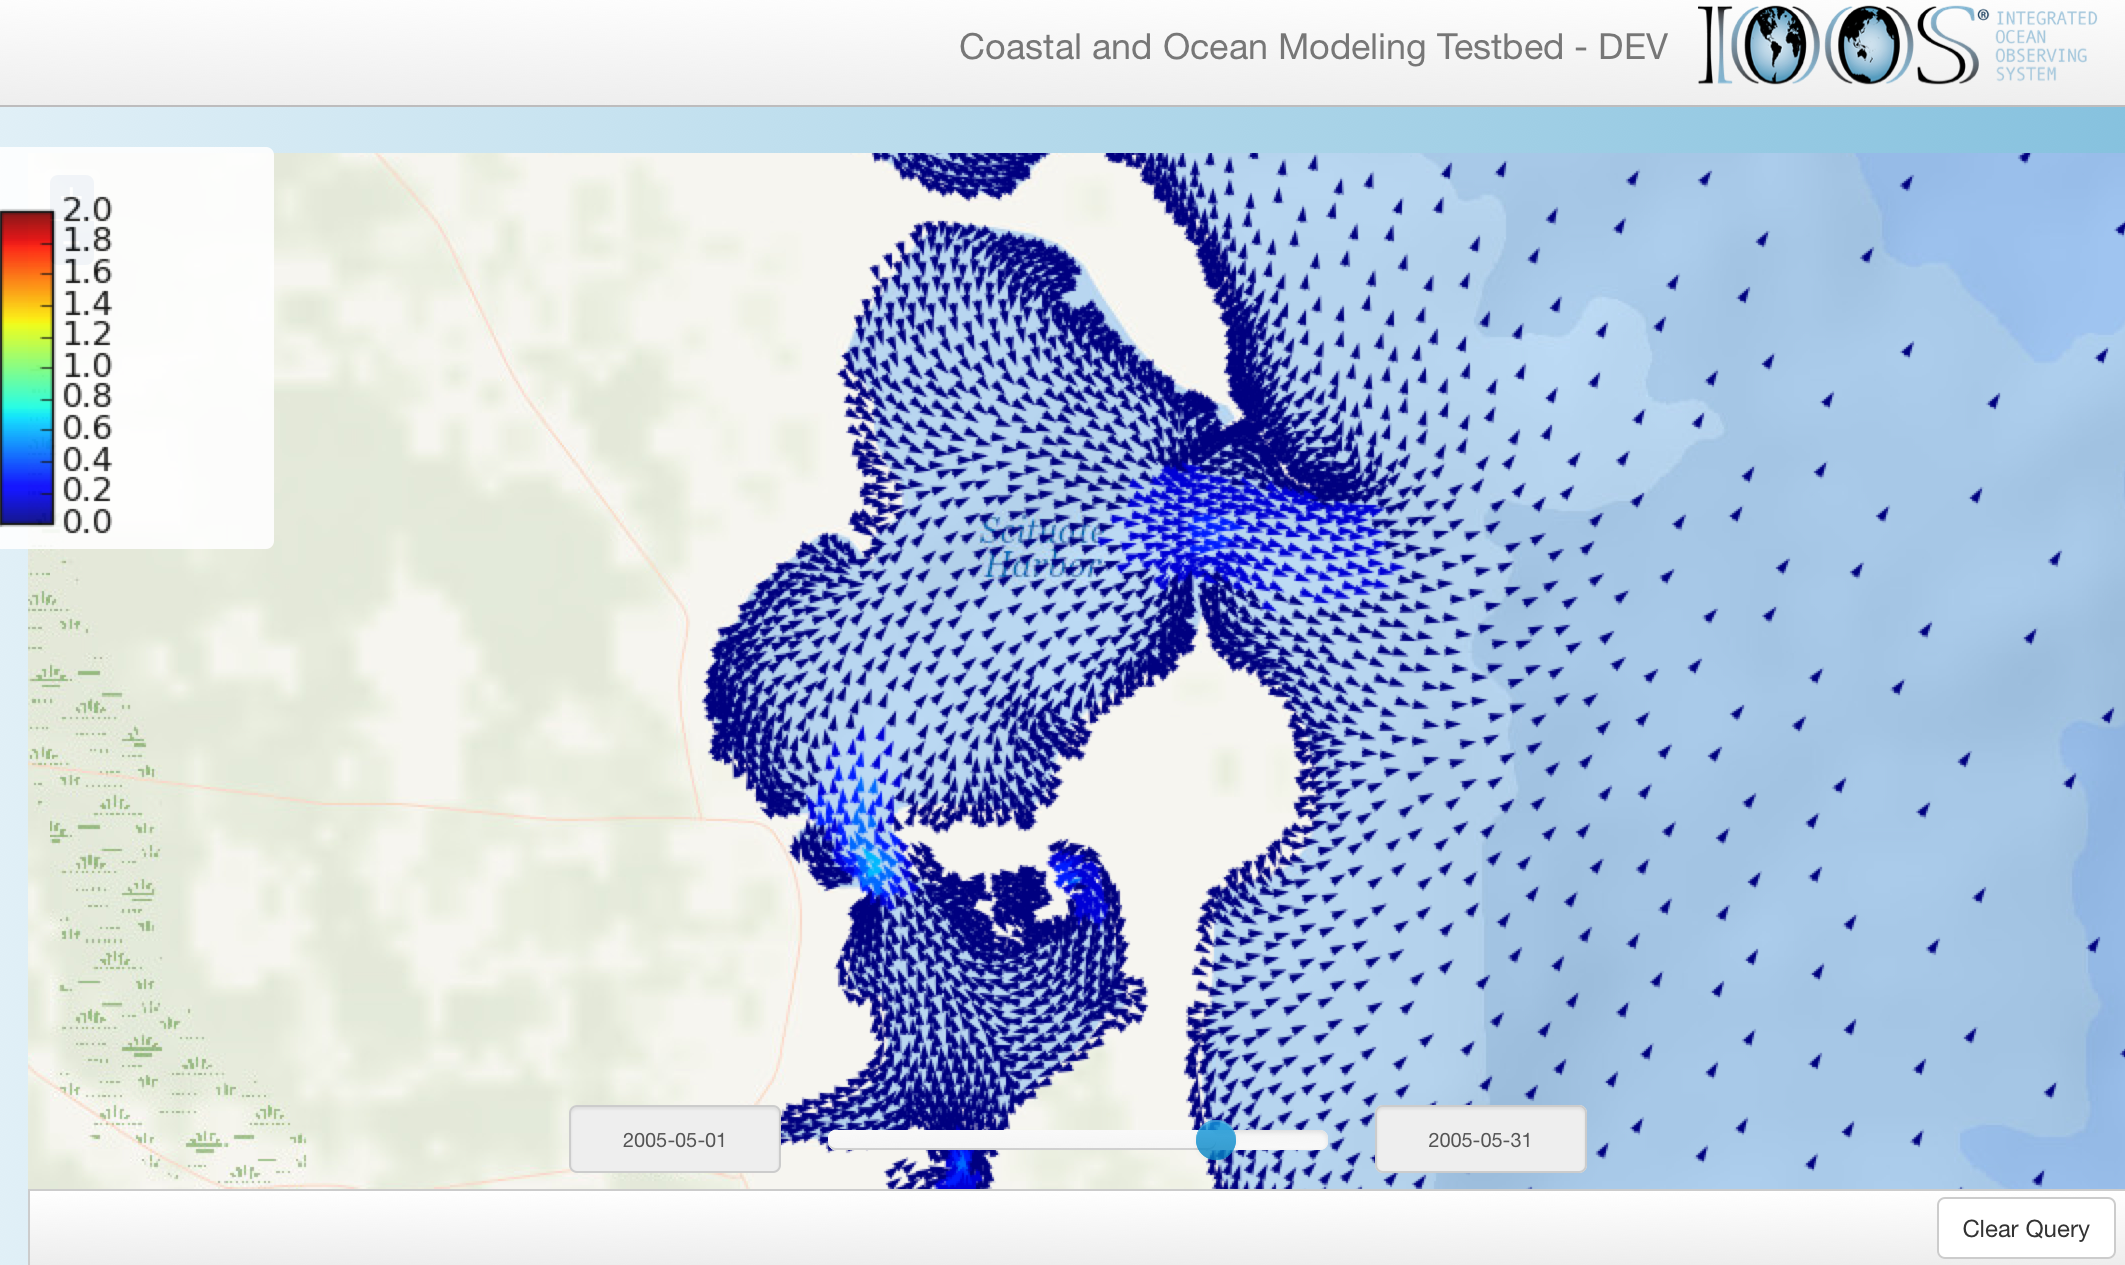 Coastal and Ocean Modeling Testbed - DEV
IOOS®
INTEGRATED
OCEAN
OBSERVING
SYSTEM
2.0
1.8
1.6
1.4
1.2
1.0
0.8
0.6
0.4
0.2
0.0
Scituate
Harbor
2005-05-01
2005-05-31
Clear Query